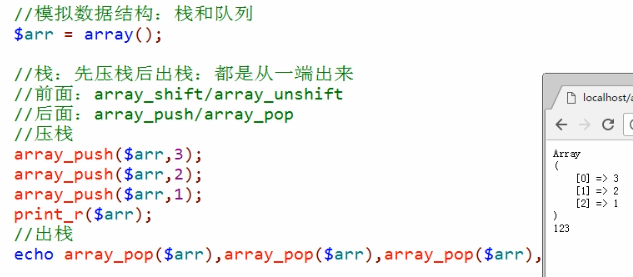 //模拟数据结构：栈和队列
$arr = array();
//栈：先压栈后出栈：都是从一端出来
//前面：array_shift/array_unshift
//后面：array_push/array_pop
//压栈
array_push($arr,3);
array_push($arr,2);
array_push($arr,1);
print_r($arr);
//出栈
echo array_pop($arr),array_pop($arr),array_pop($arr),
localhost/a
Array
(
[0] => 3
[1] => 2
[2] => 1
)
123